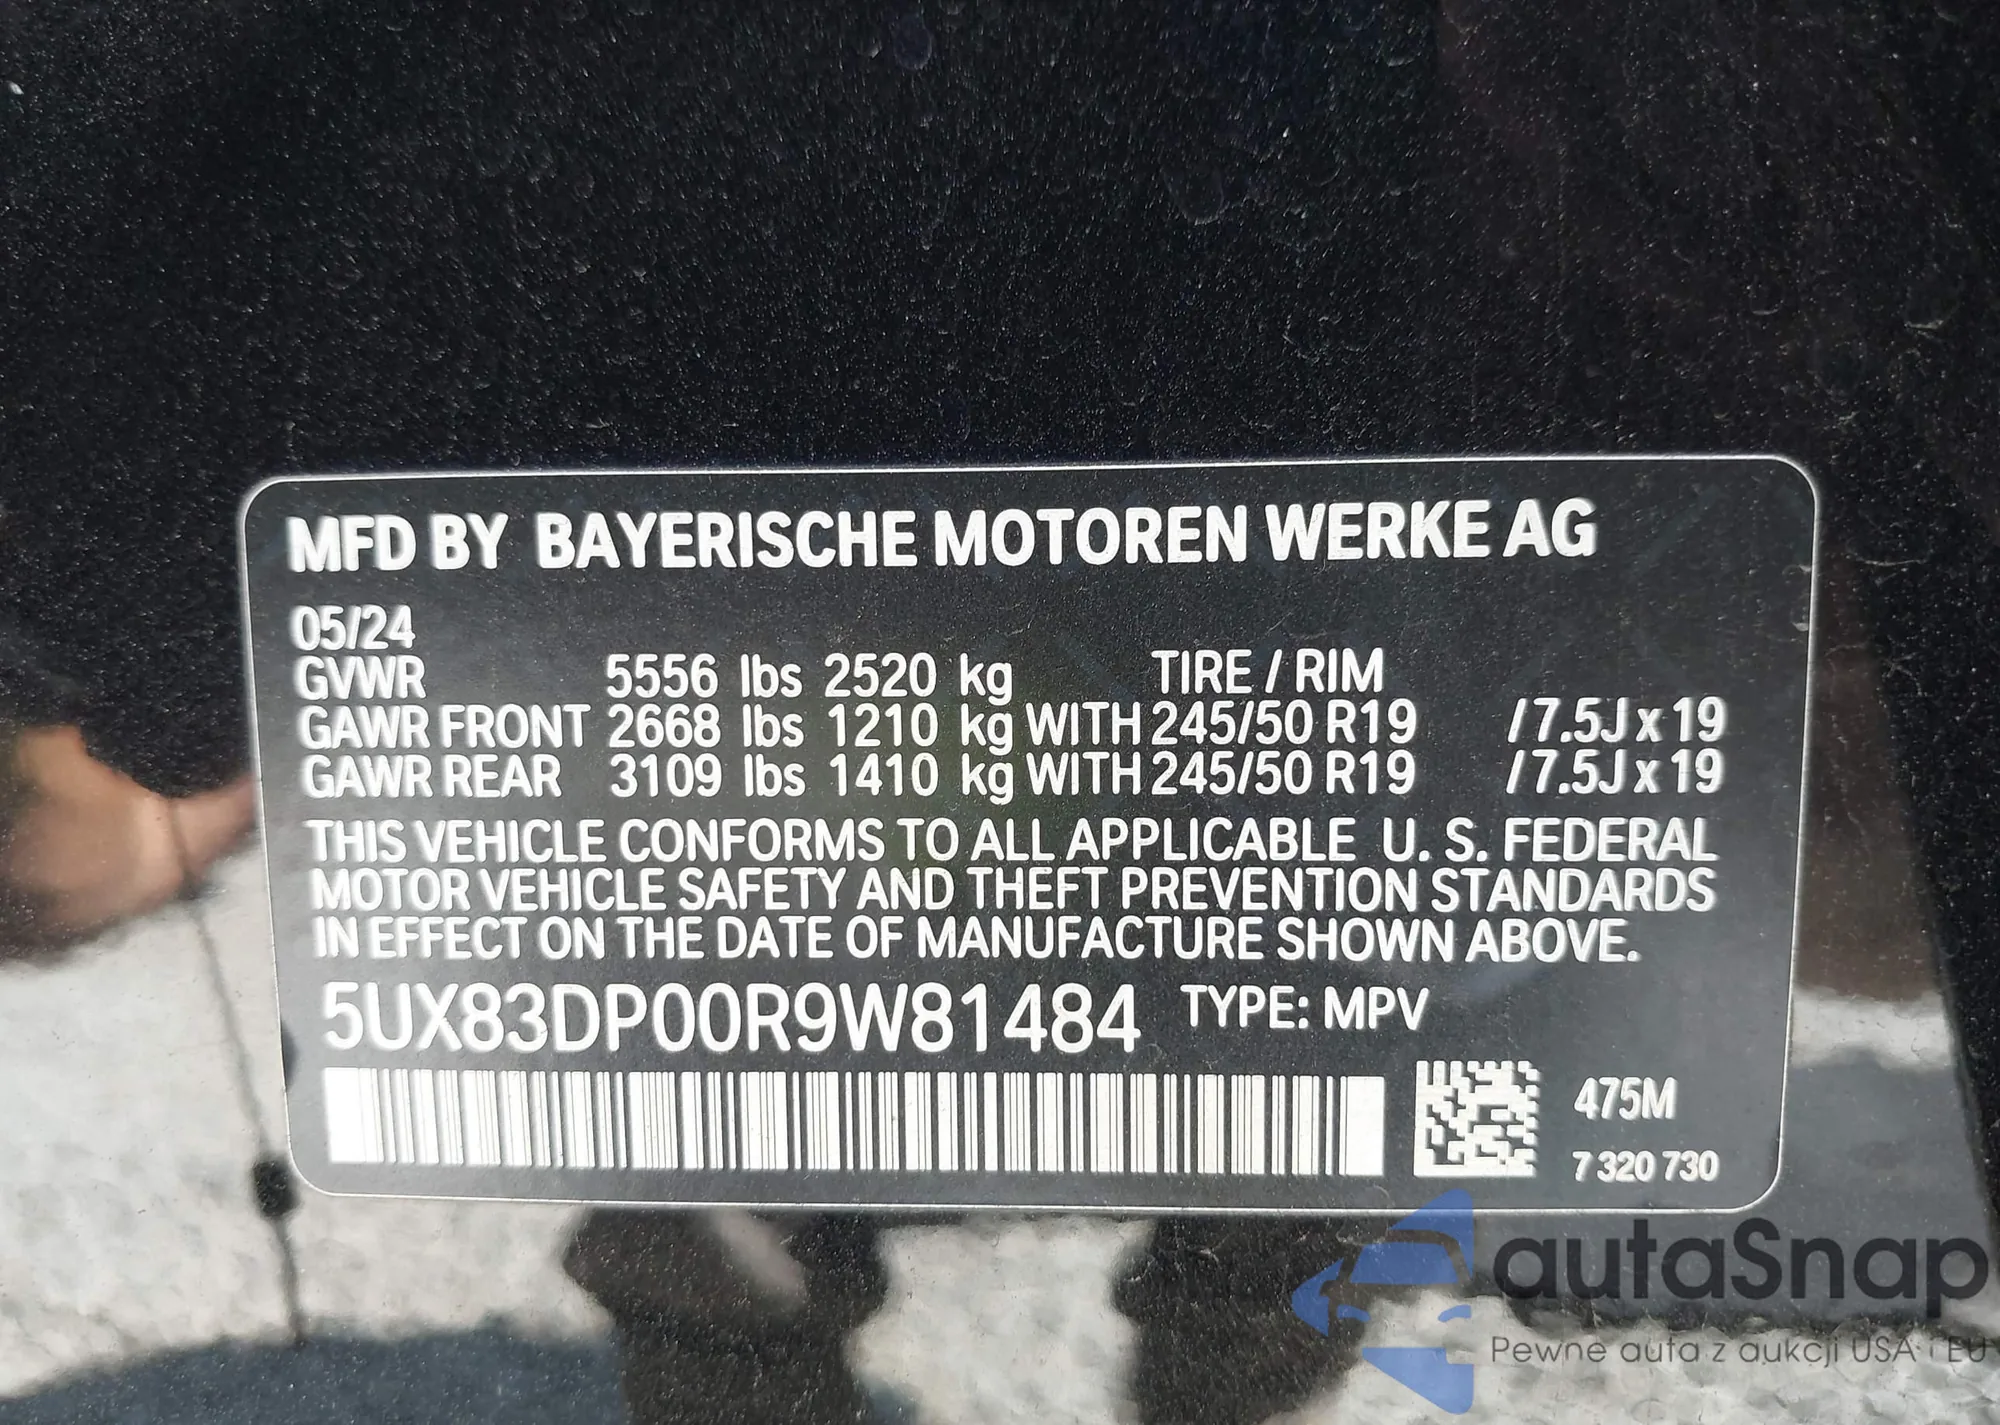 MFD BY BAYERISCHE MOTOREN WERKE AG
05/24
GVWR 5556 lbs 2520 kg TIRE / RIM
GAWR FRONT 2668 lbs 1210 kg WITH 245/50 R19 / 7.5J x 19
GAWR REAR 3109 lbs 1410 kg WITH 245/50 R19 / 7.5J x 19
THIS VEHICLE CONFORMS TO ALL APPLICABLE U. S. FEDERAL
MOTOR VEHICLE SAFETY AND THEFT PREVENTION STANDARDS
IN EFFECT ON THE DATE OF MANUFACTURE SHOWN ABOVE.
5UX83DP00R9W81484 TYPE: MPV
475M
7 320 730
autaSnap
Pewne auta z aukcji USA i EU